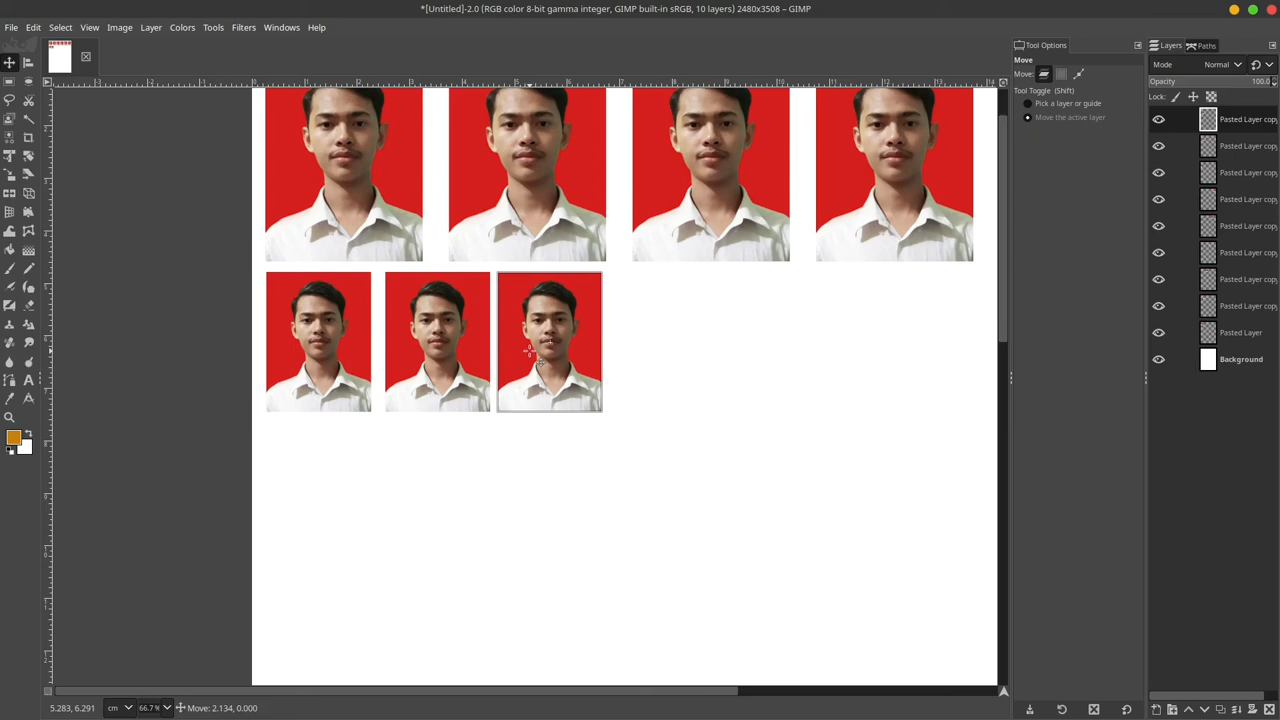 *[Untitled]-2.0 (RGB color 8-bit gamma integer, GIMP built-in sRGB, 10 layers) 2480x3508 – GIMP
File Edit Select View Image Layer Colors Tools Filters Windows Help
Tool Options
Layers Paths
Move
Mode Normal
Move:
Opacity 100.0
Tool Toggle (Shift)
Lock:
Pick a layer or guide
Move the active layer
Pasted Layer copy
Pasted Layer copy
Pasted Layer copy
Pasted Layer copy
Pasted Layer copy
Pasted Layer copy
Pasted Layer copy
Pasted Layer copy
Pasted Layer
Background
5.283, 6.291 cm 66.7 % Move: 2.134, 0.000